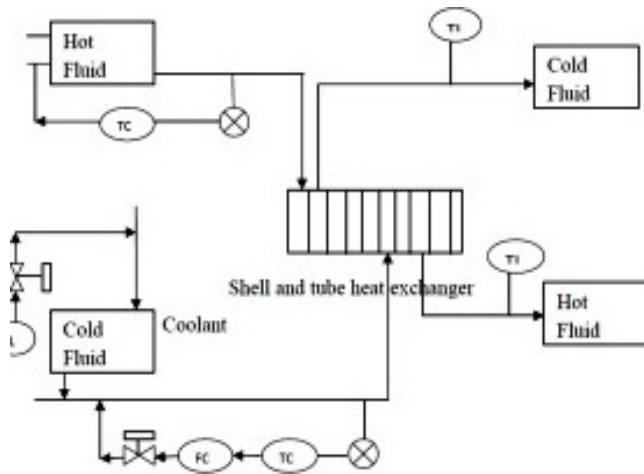 Hot
Fluid
TI
Cold
Fluid
TC
TI
Shell and tube heat exchanger
Cold
Fluid
Coolant
Hot
Fluid
FC
TC